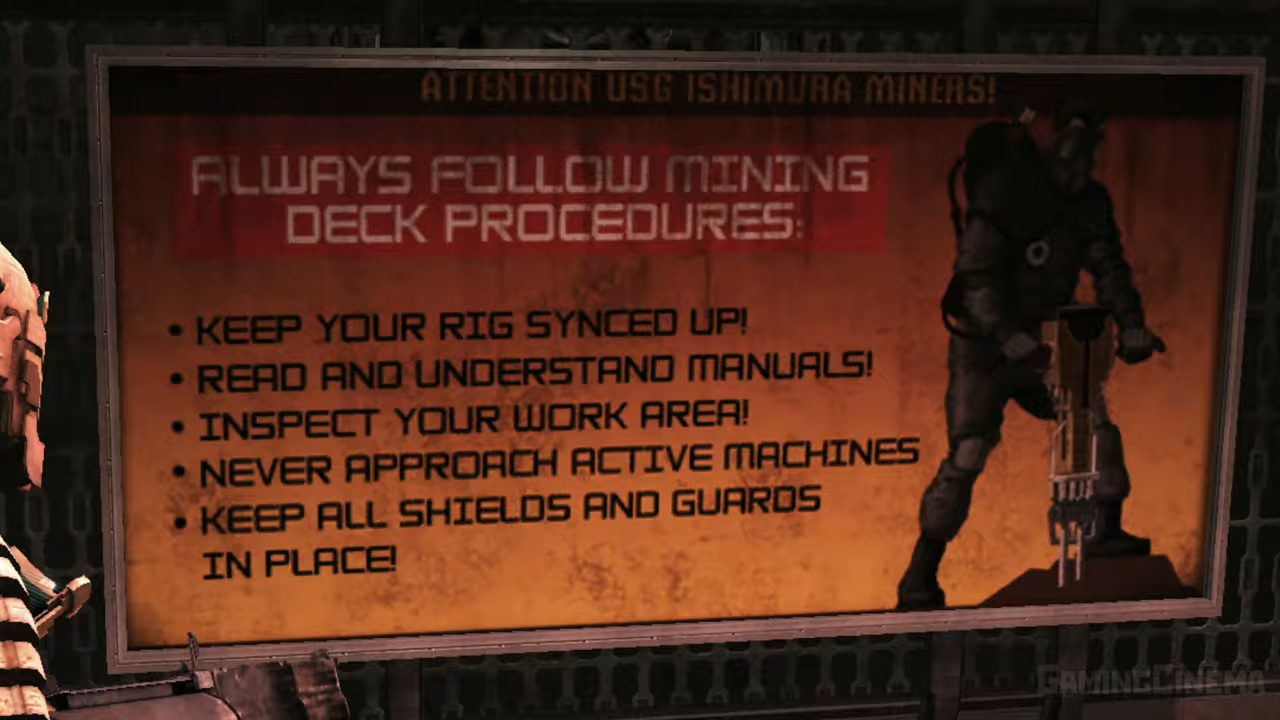 ATTENTION USG ISHIMURA MINERS!
ALWAYS FOLLOW MINING
DECK PROCEDURES:
• KEEP YOUR RIG SYNCED UP!
• READ AND UNDERSTAND MANUALS!
• INSPECT YOUR WORK AREA!
• NEVER APPROACH ACTIVE MACHINES
• KEEP ALL SHIELDS AND GUARDS
IN PLACE!
GAMINGCINEMA